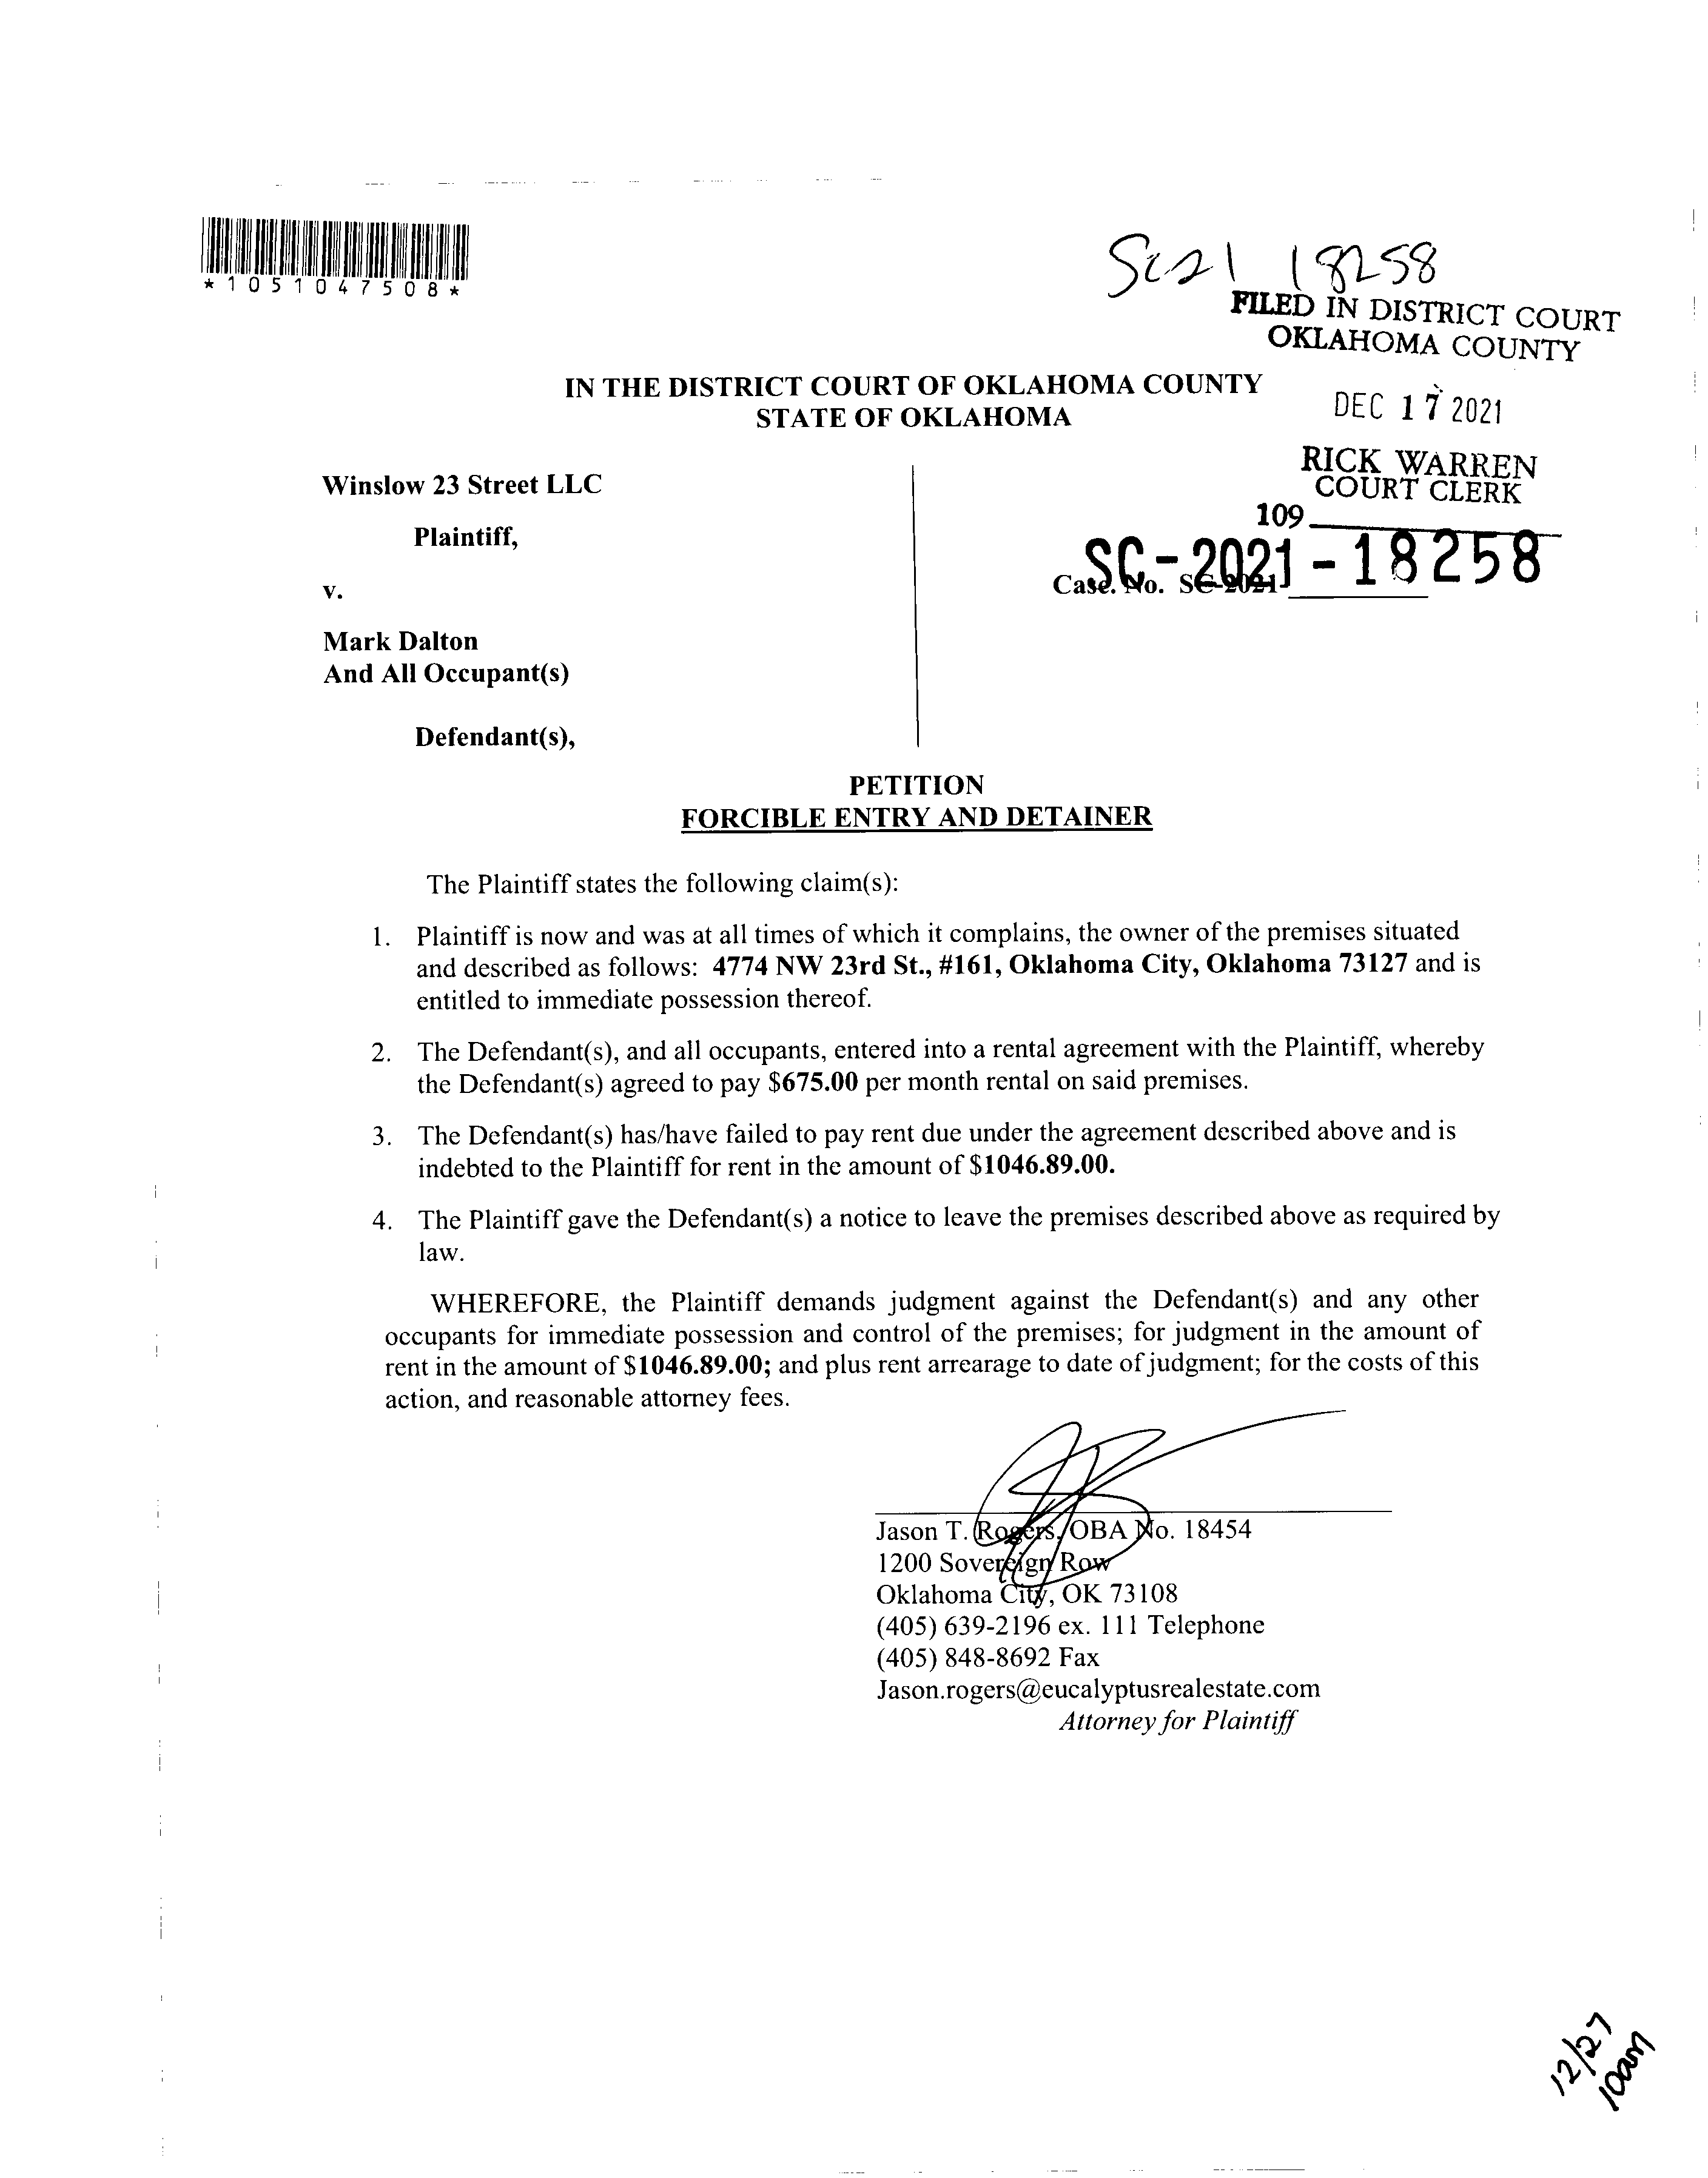 *1051047508*
SC21 18258
FILED IN DISTRICT COURT
OKLAHOMA COUNTY
IN THE DISTRICT COURT OF OKLAHOMA COUNTY
STATE OF OKLAHOMA
DEC 17 2021
RICK WARREN
COURT CLERK
109
Winslow 23 Street LLC
Plaintiff,
SC-2021-18258
Case. No. SC-2021-
v.
Mark Dalton
And All Occupant(s)
Defendant(s),
PETITION
FORCIBLE ENTRY AND DETAINER
The Plaintiff states the following claim(s):
1. Plaintiff is now and was at all times of which it complains, the owner of the premises situated
and described as follows: 4774 NW 23rd St., #161, Oklahoma City, Oklahoma 73127 and is
entitled to immediate possession thereof.
2. The Defendant(s), and all occupants, entered into a rental agreement with the Plaintiff, whereby
the Defendant(s) agreed to pay $675.00 per month rental on said premises.
3. The Defendant(s) has/have failed to pay rent due under the agreement described above and is
indebted to the Plaintiff for rent in the amount of $1046.89.00.
4. The Plaintiff gave the Defendant(s) a notice to leave the premises described above as required by
law.
WHEREFORE, the Plaintiff demands judgment against the Defendant(s) and any other
occupants for immediate possession and control of the premises; for judgment in the amount of
rent in the amount of $1046.89.00; and plus rent arrearage to date of judgment; for the costs of this
action, and reasonable attorney fees.
Jason T. Rogers, OBA No. 18454
1200 Sovereign Row
Oklahoma City, OK 73108
(405) 639-2196 ex. 111 Telephone
(405) 848-8692 Fax
Jason.rogers@eucalyptusrealestate.com
Attorney for Plaintiff
12/27
10am